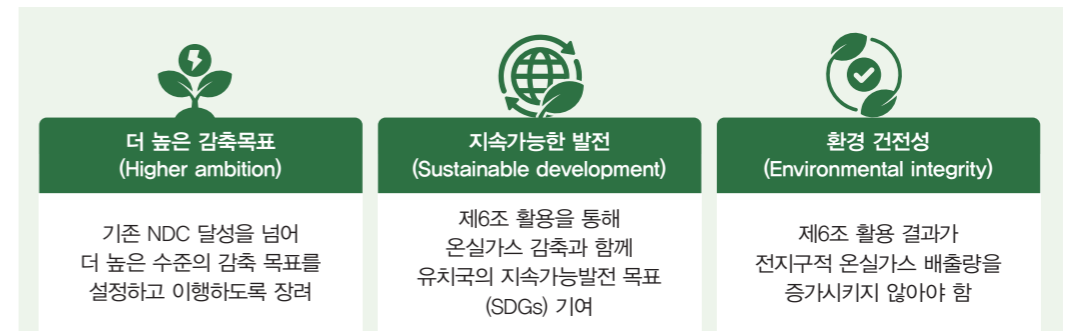 더 높은 감축목표
(Higher ambition)
기존 NDC 달성을 넘어
더 높은 수준의 감축 목표를
설정하고 이행하도록 장려
지속가능한 발전
(Sustainable development)
제6조 활용을 통해
온실가스 감축과 함께
유치국의 지속가능발전 목표
(SDGs) 기여
환경 건전성
(Environmental integrity)
제6조 활용 결과가
전지구적 온실가스 배출량을
증가시키지 않아야 함